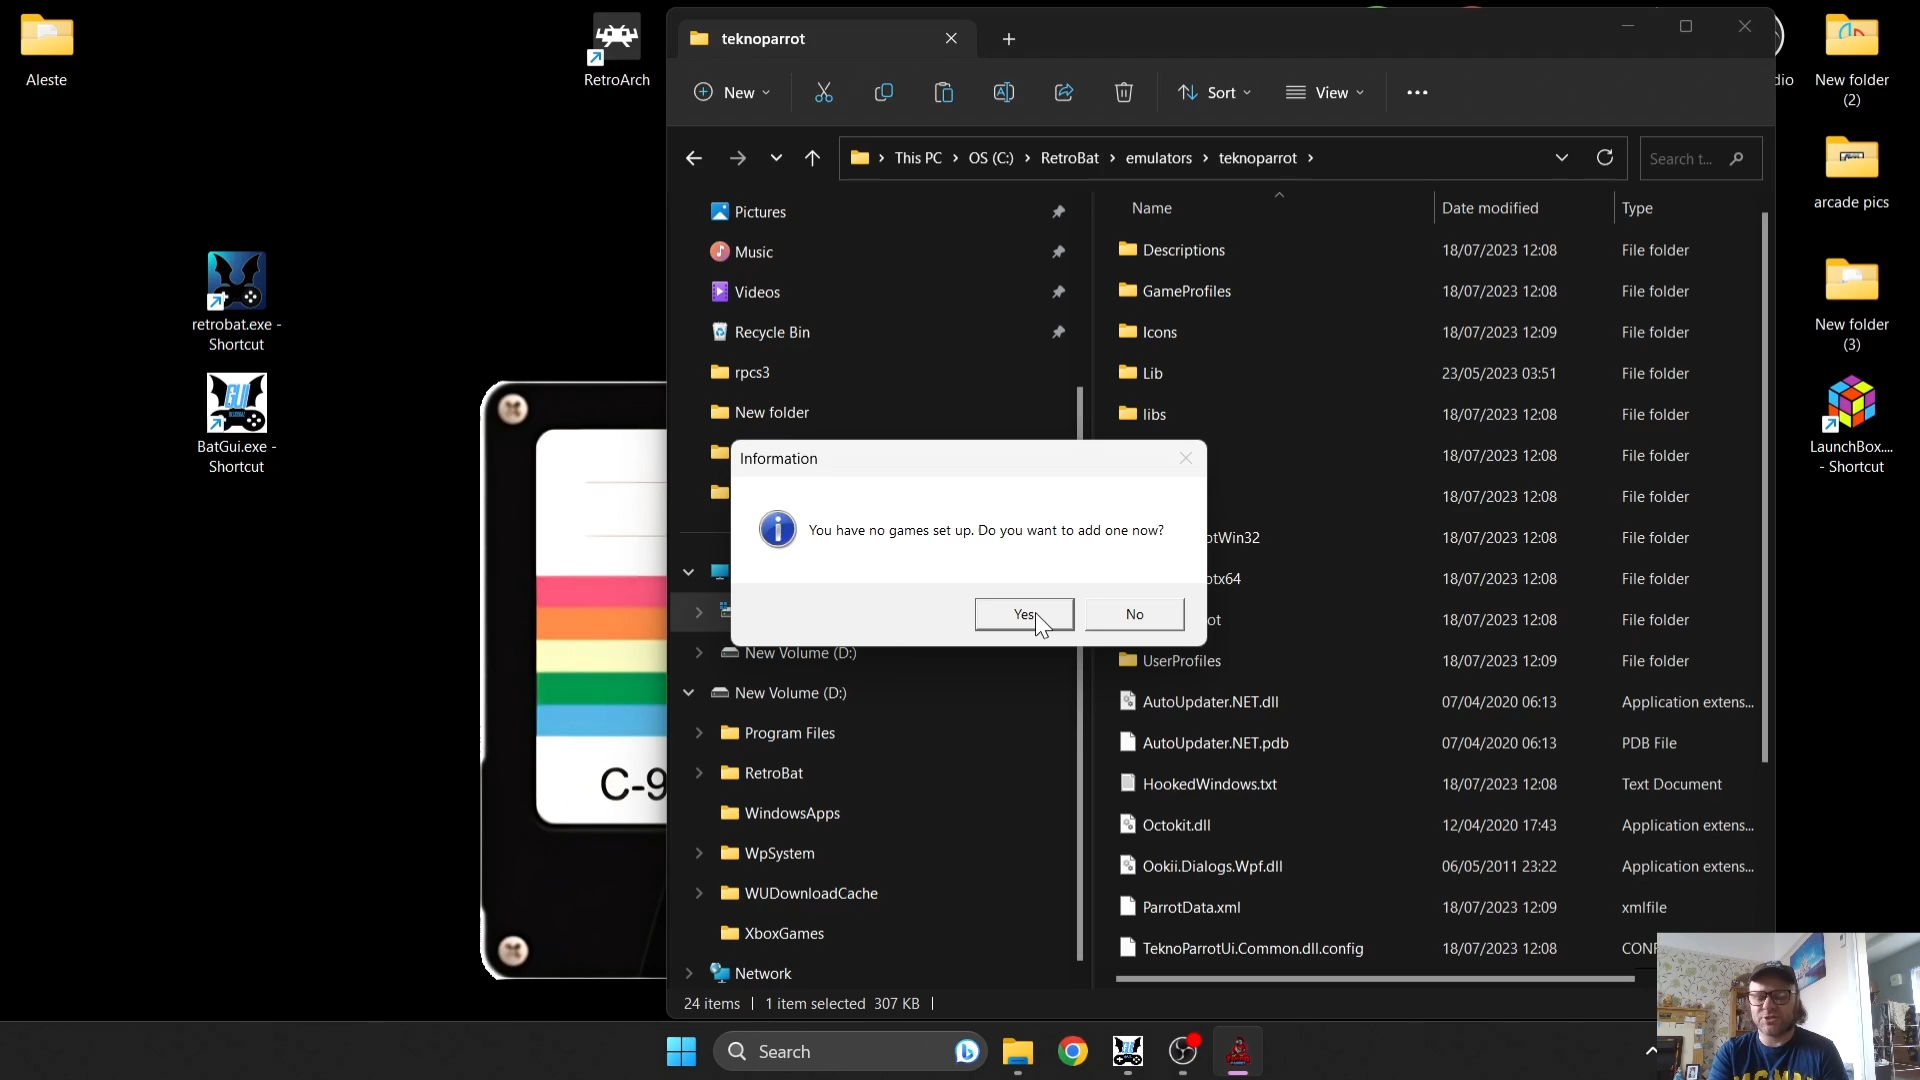 Aleste
RetroArch
retrobat.exe -
Shortcut
BatGui.exe -
Shortcut
C-9
teknoparrot
New
Sort
View
This PC
OS (C:)
RetroBat
emulators
teknoparrot
Search t...
Pictures
Music
Videos
Recycle Bin
rpcs3
New folder
New Volume (D:)
New Volume (D:)
Program Files
RetroBat
WindowsApps
WpSystem
WUDownloadCache
XboxGames
Network
Name
Date modified
Type
Descriptions
18/07/2023 12:08
File folder
GameProfiles
18/07/2023 12:08
File folder
Icons
18/07/2023 12:09
File folder
Lib
23/05/2023 03:51
File folder
libs
18/07/2023 12:08
File folder
18/07/2023 12:08
File folder
18/07/2023 12:08
File folder
otWin32
18/07/2023 12:08
File folder
otx64
18/07/2023 12:08
File folder
ot
18/07/2023 12:08
File folder
UserProfiles
18/07/2023 12:09
File folder
AutoUpdater.NET.dll
07/04/2020 06:13
Application extens...
AutoUpdater.NET.pdb
07/04/2020 06:13
PDB File
HookedWindows.txt
18/07/2023 12:08
Text Document
Octokit.dll
12/04/2020 17:43
Application extens...
Ookii.Dialogs.Wpf.dll
06/05/2011 23:22
Application extens...
ParrotData.xml
18/07/2023 12:09
xmlfile
TeknoParrotUi.Common.dll.config
18/07/2023 12:08
CONF
24 items
1 item selected 307 KB
Information
You have no games set up. Do you want to add one now?
Yes
No
dio
New folder
(2)
arcade pics
New folder
(3)
LaunchBox....
- Shortcut
Search